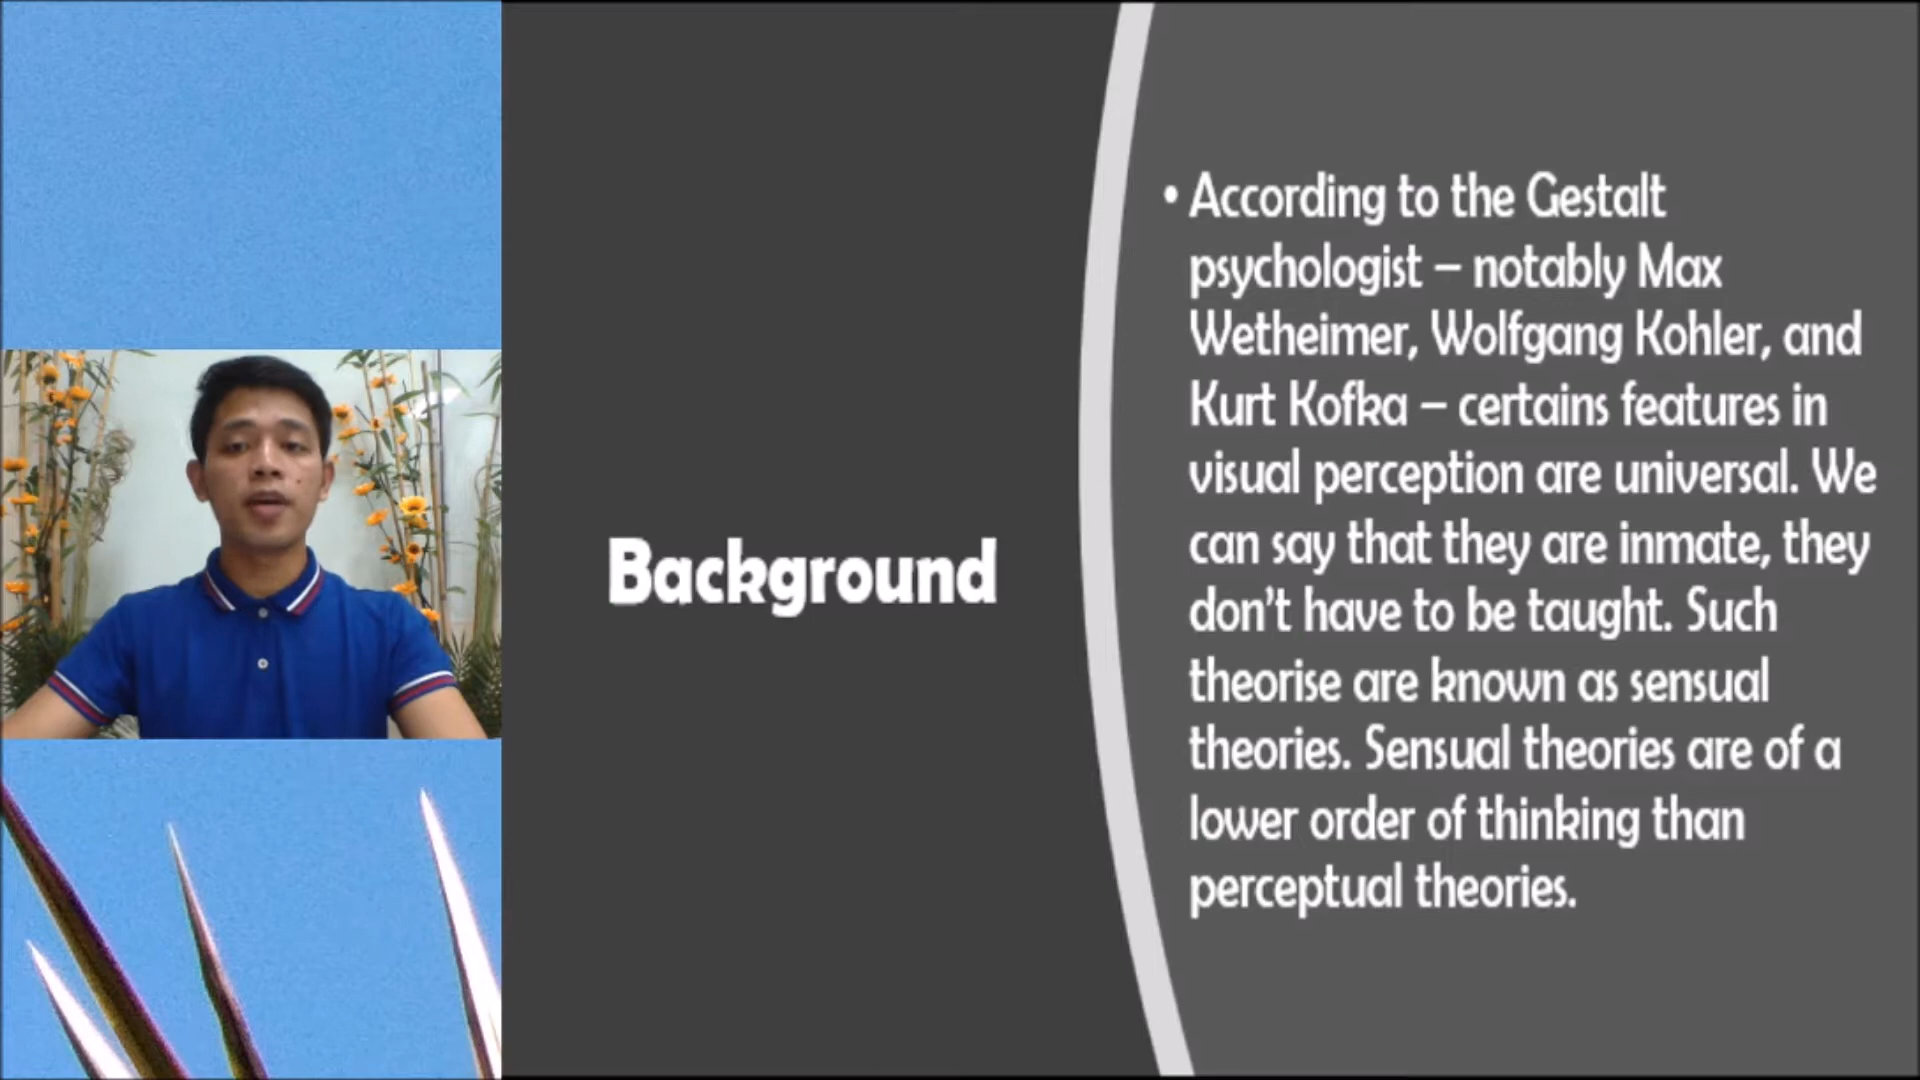 Background
• According to the Gestalt
psychologist – notably Max
Wetheimer, Wolfgang Kohler, and
Kurt Kofka – certains features in
visual perception are universal. We
can say that they are inmate, they
don't have to be taught. Such
theorise are known as sensual
theories. Sensual theories are of a
lower order of thinking than
perceptual theories.